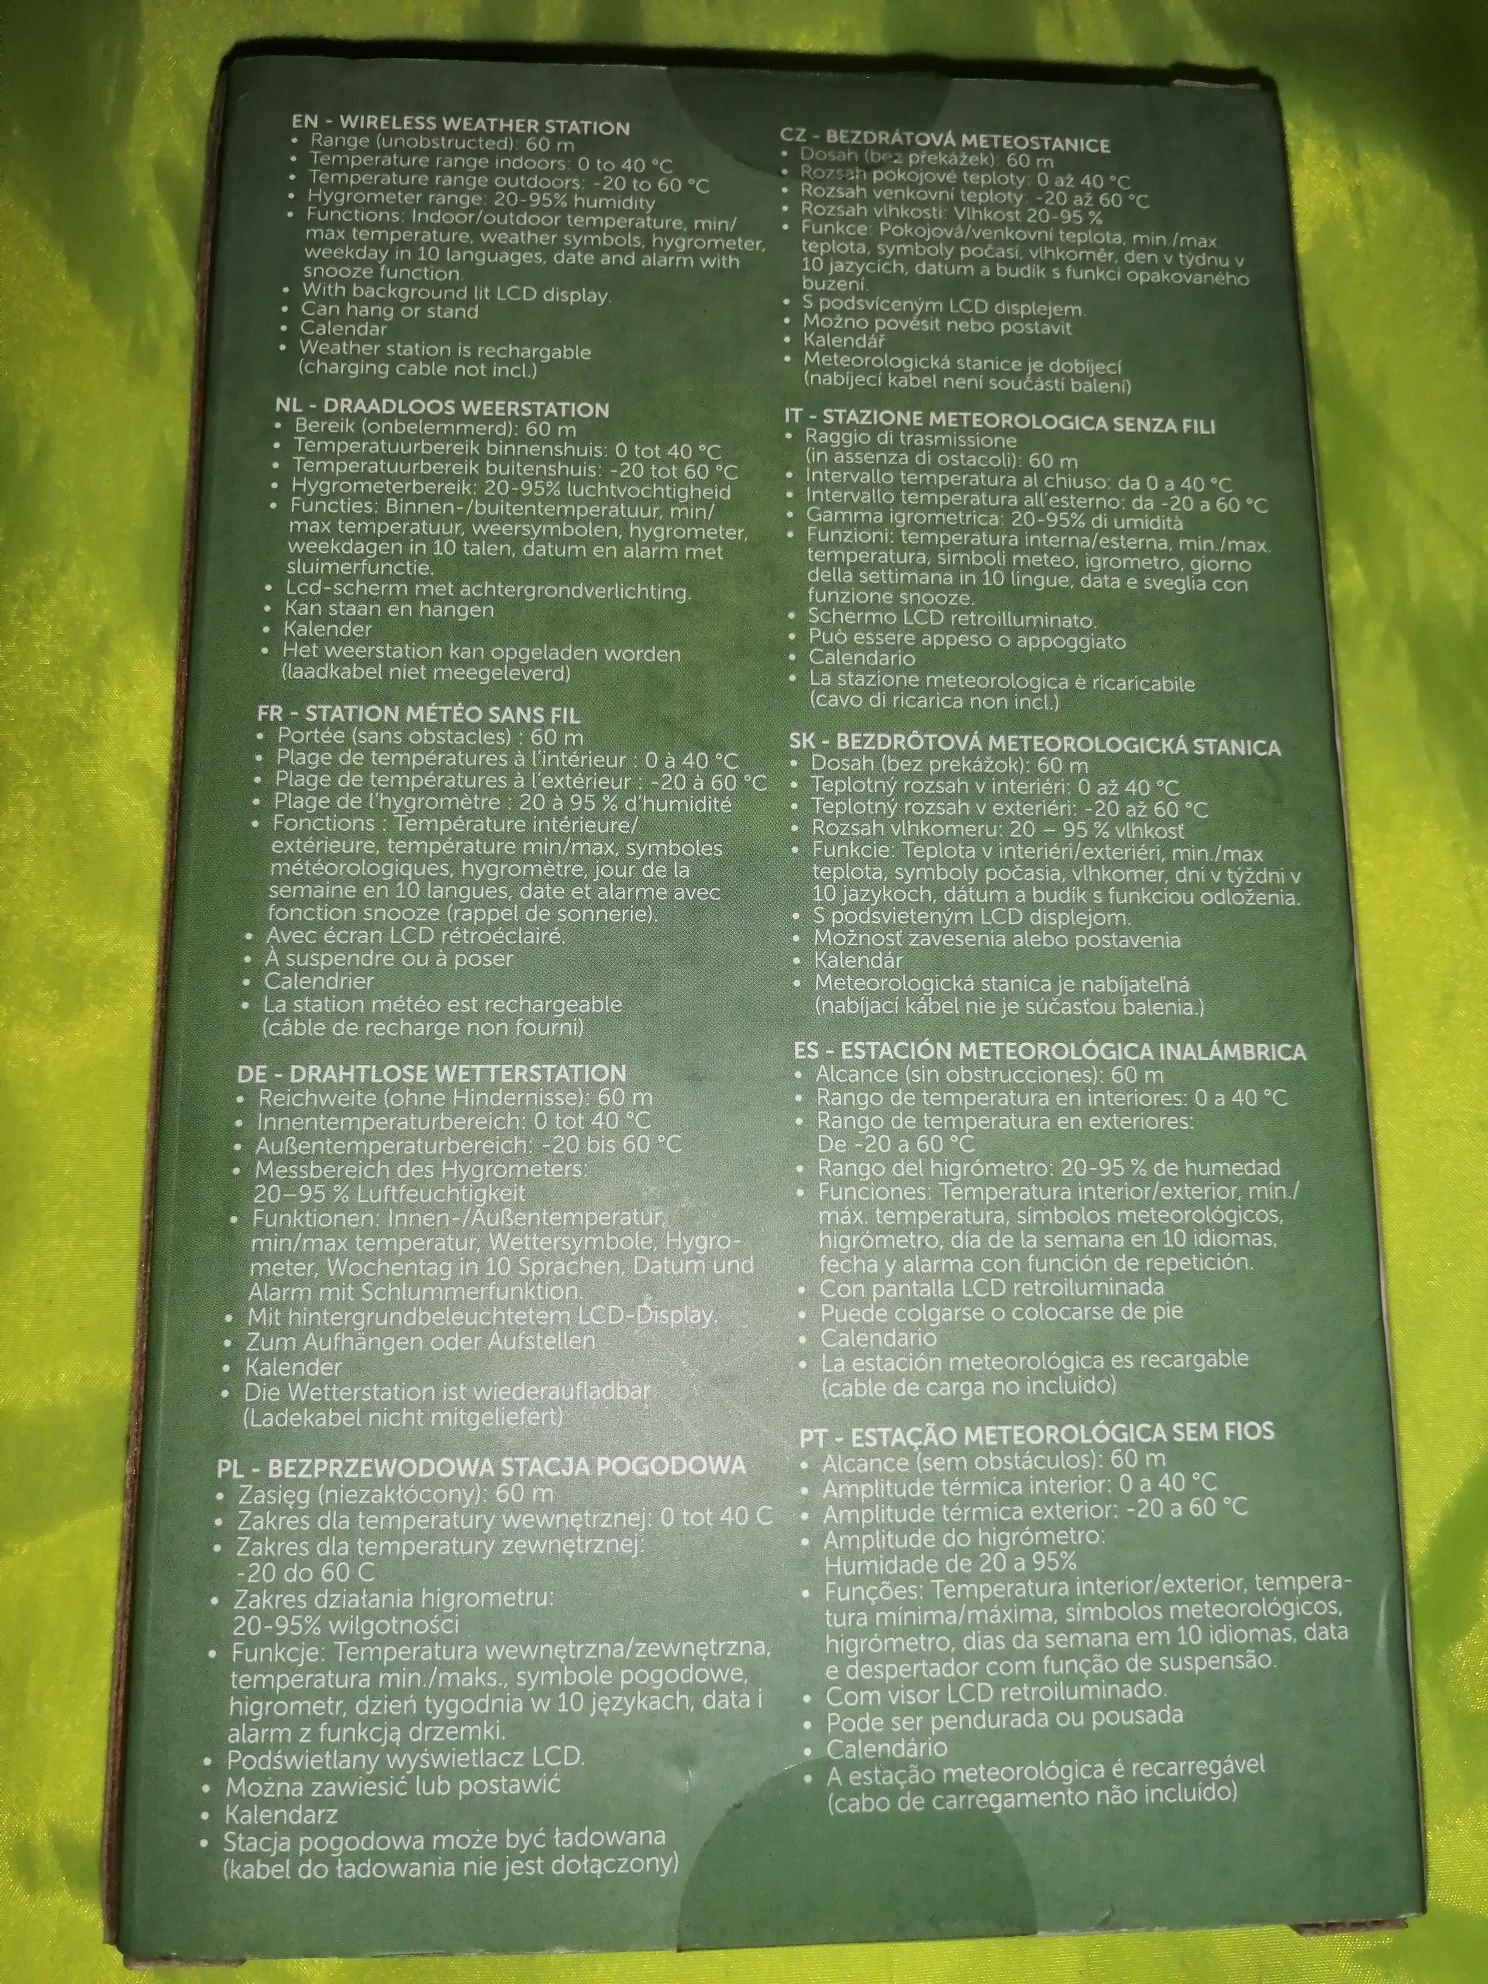 EN - WIRELESS WEATHER STATION
• Range (unobstructed): 60 m
• Temperature range indoors: 0 to 40 °C
• Temperature range outdoors: -20 to 60 °C
• Hygrometer range: 20-95% humidity
• Functions: Indoor/outdoor temperature, min/
max temperature, weather symbols, hygrometer,
weekday in 10 languages, date and alarm with
snooze function.
• With background lit LCD display.
• Can hang or stand
• Calendar
• Weather station is rechargable
(charging cable not incl.)
NL - DRAADLOOS WEERSTATION
• Bereik (onbelemmerd): 60 m
• Temperatuurbereik binnenshuis: 0 tot 40 °C
• Temperatuurbereik buitenshuis: -20 tot 60 °C
• Hygrometerbereik: 20-95% luchtvochtigheid
• Functies: Binnen-/buitentemperatuur, min/
max temperatuur, weersymbolen, hygrometer,
weekdagen in 10 talen, datum en alarm met
sluimerfunctie.
• Lcd-scherm met achtergrondverlichting.
• Kan staan en hangen
• Kalender
• Het weerstation kan opgeladen worden
(laadkabel niet meegeleverd)
FR - STATION MÉTÉO SANS FIL
• Portée (sans obstacles) : 60 m
• Plage de températures à l'intérieur : 0 à 40 °C
• Plage de températures à l'extérieur : -20 à 60 °C
• Plage de l'hygromètre : 20 à 95 % d'humidité
• Fonctions : Température intérieure/
extérieure, température min/max, symboles
météorologiques, hygromètre, jour de la
semaine en 10 langues, date et alarme avec
fonction snooze (rappel de sonnerie).
• Avec écran LCD rétroéclairé.
• À suspendre ou à poser
• Calendrier
• La station météo est rechargeable
(câble de recharge non fourni)
DE - DRAHTLOSE WETTERSTATION
• Reichweite (ohne Hindernisse): 60 m
• Innentemperaturbereich: 0 tot 40 °C
• Außentemperaturbereich: -20 bis 60 °C
• Messbereich des Hygrometers:
20–95 % Luftfeuchtigkeit
• Funktionen: Innen-/Außentemperatur,
min/max temperatur, Wettersymbole, Hygro-
meter, Wochentag in 10 Sprachen, Datum und
Alarm mit Schlummerfunktion.
• Mit hintergrundbeleuchtetem LCD-Display.
• Zum Aufhängen oder Aufstellen
• Kalender
• Die Wetterstation ist wiederaufladbar
(Ladekabel nicht mitgeliefert)
PL - BEZPRZEWODOWA STACJA POGODOWA
• Zasięg (niezakłócony): 60 m
• Zakres dla temperatury wewnętrznej: 0 tot 40 C
• Zakres dla temperatury zewnętrznej:
-20 do 60 C
• Zakres działania higrometru:
20-95% wilgotności
• Funkcje: Temperatura wewnętrzna/zewnętrzna,
temperatura min./maks., symbole pogodowe,
higrometr, dzień tygodnia w 10 językach, data i
alarm z funkcją drzemki.
• Podświetlany wyświetlacz LCD.
• Można zawiesić lub postawić
• Kalendarz
• Stacja pogodowa może być ładowana
(kabel do ładowania nie jest dołączony)
CZ - BEZDRÁTOVÁ METEOSTANICE
• Dosah (bez překážek): 60 m
• Rozsah pokojové teploty: 0 až 40 °C
• Rozsah venkovní teploty: -20 až 60 °C
• Rozsah vlhkosti: Vlhkost 20-95 %
• Funkce: Pokojová/venkovní teplota, min./max.
teplota, symboly počasí, vlhkoměr, den v týdnu v
10 jazycích, datum a budík s funkcí opakovaného
buzení.
• S podsvíceným LCD displejem.
• Možno pověsit nebo postavit
• Kalendář
• Meteorologická stanice je dobíjecí
(nabíjecí kabel není součástí balení)
IT - STAZIONE METEOROLOGICA SENZA FILI
• Raggio di trasmissione
(in assenza di ostacoli): 60 m
• Intervallo temperatura al chiuso: da 0 a 40 °C
• Intervallo temperatura all'esterno: da -20 a 60 °C
• Gamma igrometrica: 20-95% di umidità
• Funzioni: temperatura interna/esterna, min./max.
temperatura, simboli meteo, igrometro, giorno
della settimana in 10 lingue, data e sveglia con
funzione snooze.
• Schermo LCD retroilluminato.
• Può essere appeso o appoggiato
• Calendario
• La stazione meteorologica è ricaricabile
(cavo di ricarica non incl.)
SK - BEZDRÔTOVÁ METEOROLOGICKÁ STANICA
• Dosah (bez prekážok): 60 m
• Teplotný rozsah v interiéri: 0 až 40 °C
• Teplotný rozsah v exteriéri: -20 až 60 °C
• Rozsah vlhkomeru: 20 – 95 % vlhkosť
• Funkcie: Teplota v interiéri/exteriéri, min./max
teplota, symboly počasia, vlhkomer, dni v týždni v
10 jazykoch, dátum a budík s funkciou odloženia.
• S podsvieteným LCD displejom.
• Možnosť zavesenia alebo postavenia
• Kalendár
• Meteorologická stanica je nabíjateľná
(nabíjací kábel nie je súčasťou balenia.)
ES - ESTACIÓN METEOROLÓGICA INALÁMBRICA
• Alcance (sin obstrucciones): 60 m
• Rango de temperatura en interiores: 0 a 40 °C
• Rango de temperatura en exteriores:
De -20 a 60 °C
• Rango del higrómetro: 20-95 % de humedad
• Funciones: Temperatura interior/exterior, mín./
máx. temperatura, símbolos meteorológicos,
higrómetro, día de la semana en 10 idiomas,
fecha y alarma con función de repetición.
• Con pantalla LCD retroiluminada
• Puede colgarse o colocarse de pie
• Calendario
• La estación meteorológica es recargable
(cable de carga no incluido)
PT - ESTAÇÃO METEOROLÓGICA SEM FIOS
• Alcance (sem obstáculos): 60 m
• Amplitude térmica interior: 0 a 40 °C
• Amplitude térmica exterior: -20 a 60 °C
• Amplitude do higrómetro:
Humidade de 20 a 95%
• Funções: Temperatura interior/exterior, tempera-
tura mínima/máxima, símbolos meteorológicos,
higrómetro, dias da semana em 10 idiomas, data
e despertador com função de suspensão.
• Com visor LCD retroiluminado.
• Pode ser pendurada ou pousada
• Calendário
• A estação meteorológica é recarregável
(cabo de carregamento não incluído)